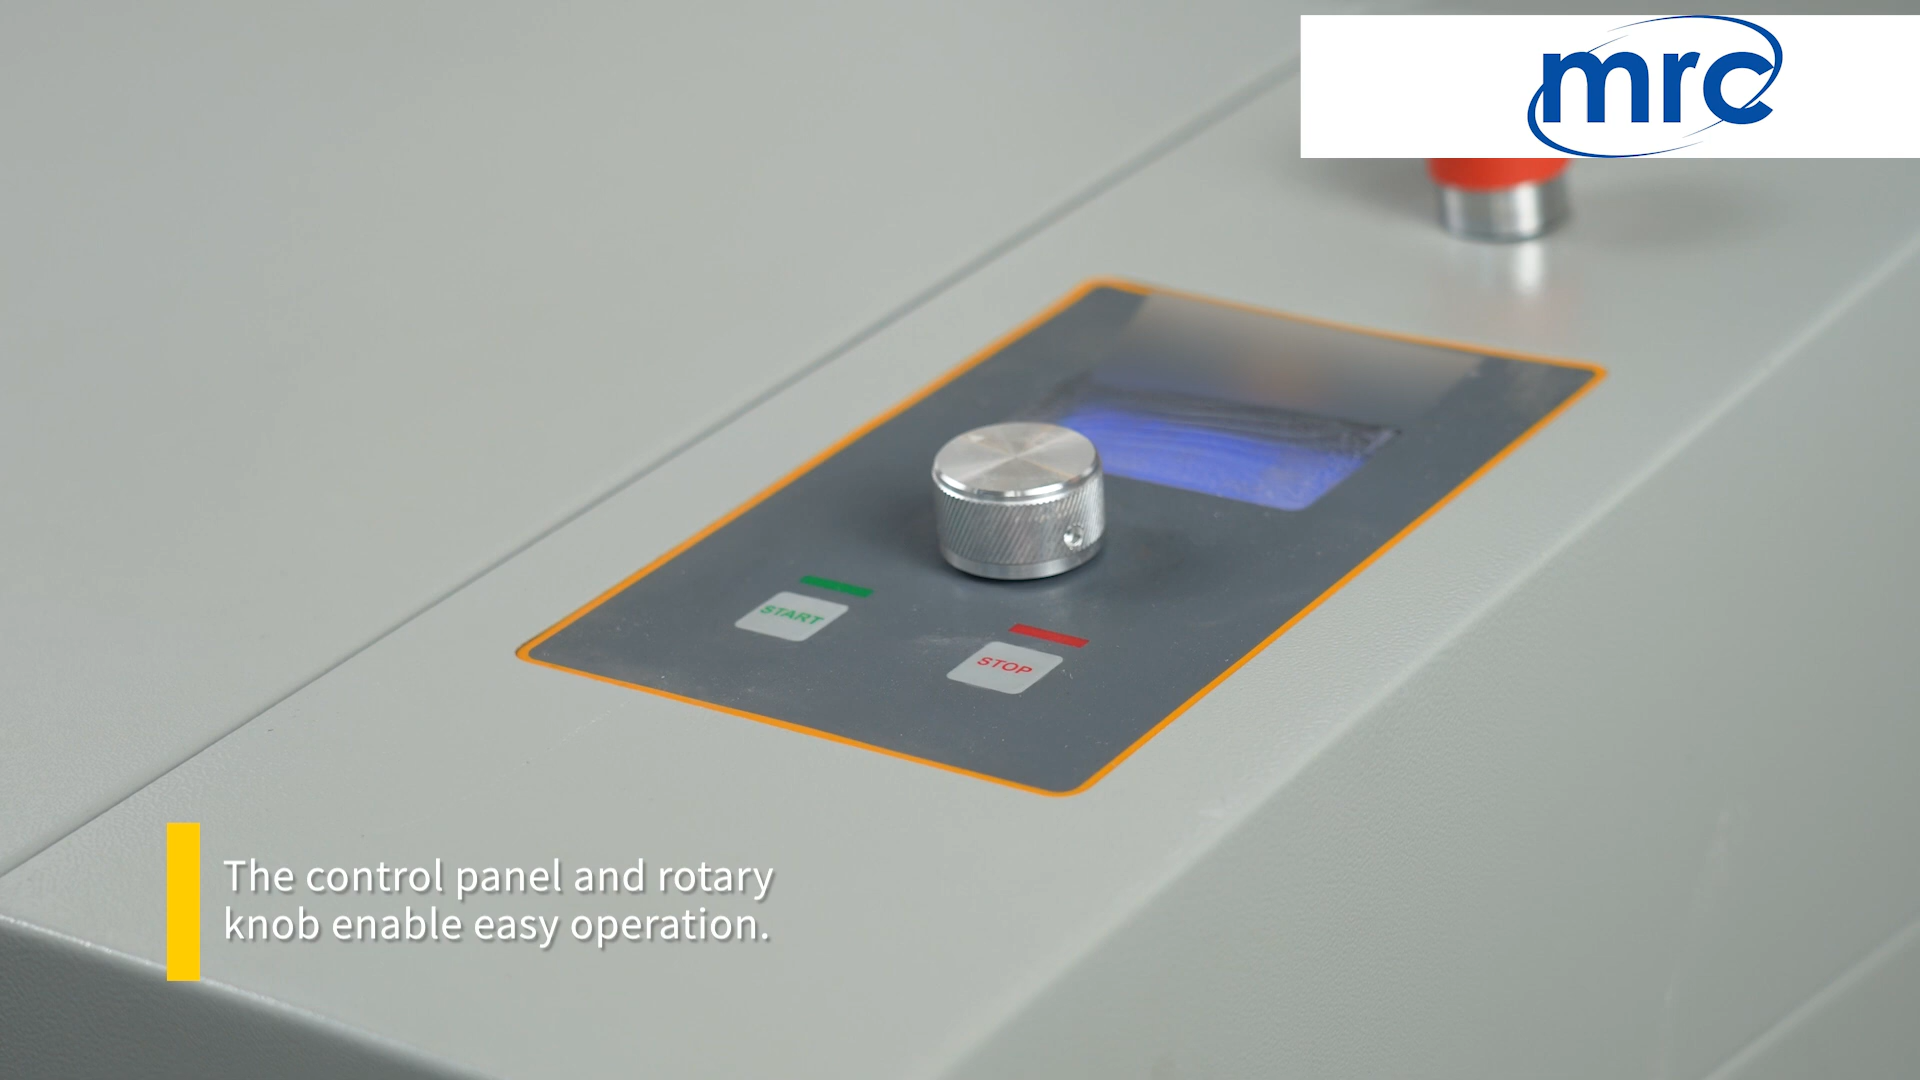 mrc
START
STOP
The control panel and rotary
knob enable easy operation.